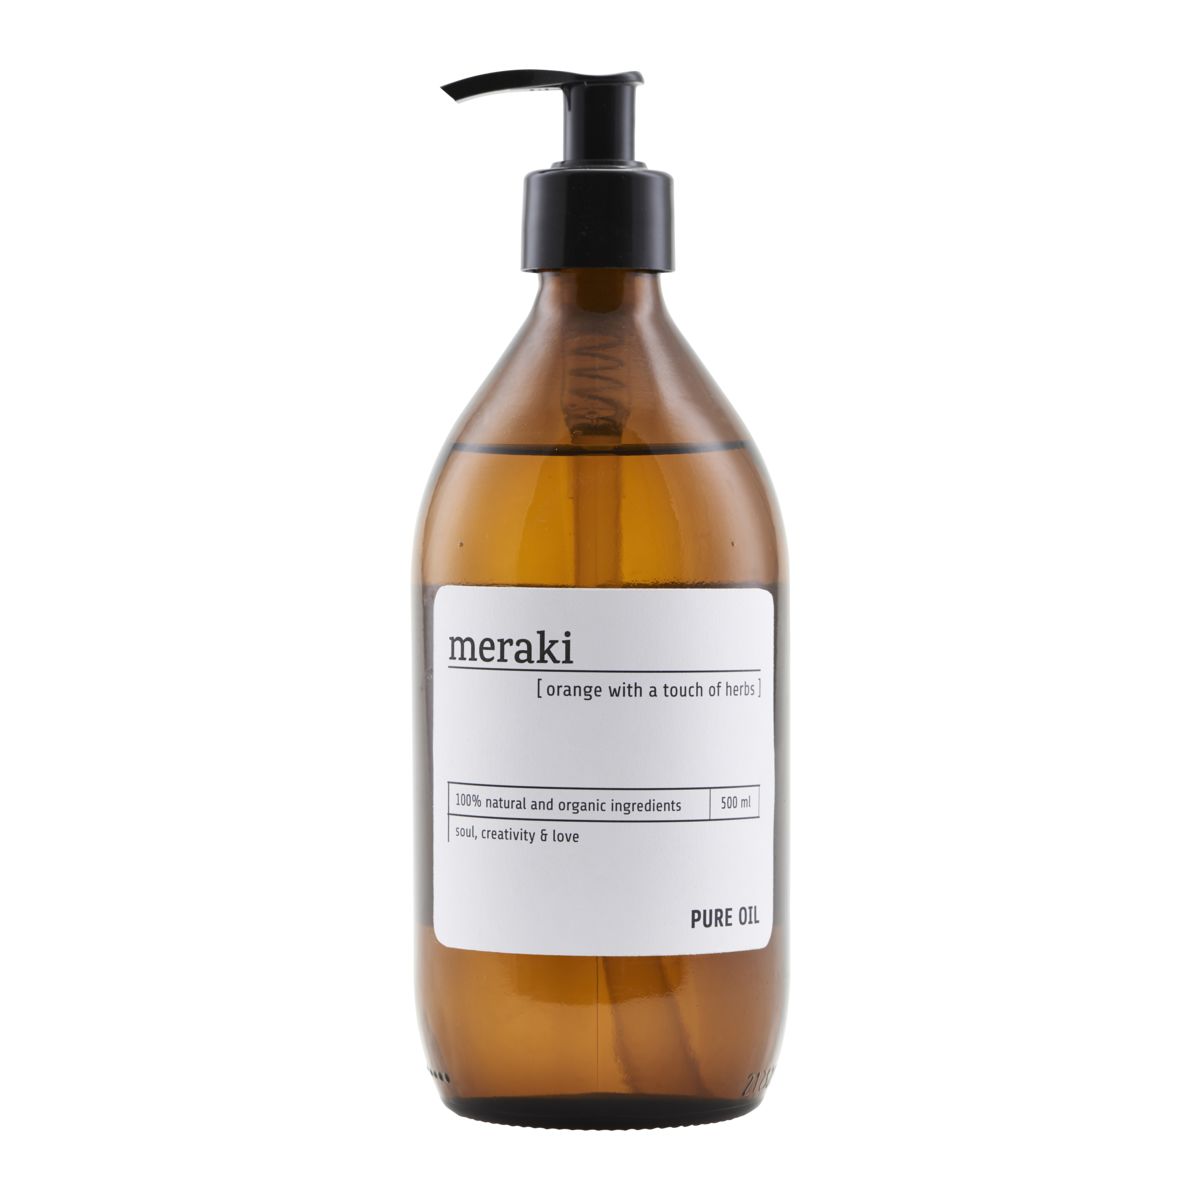 meraki
[ orange with a touch of herbs ]
100% natural and organic ingredients
500 ml
soul, creativity & love
PURE OIL